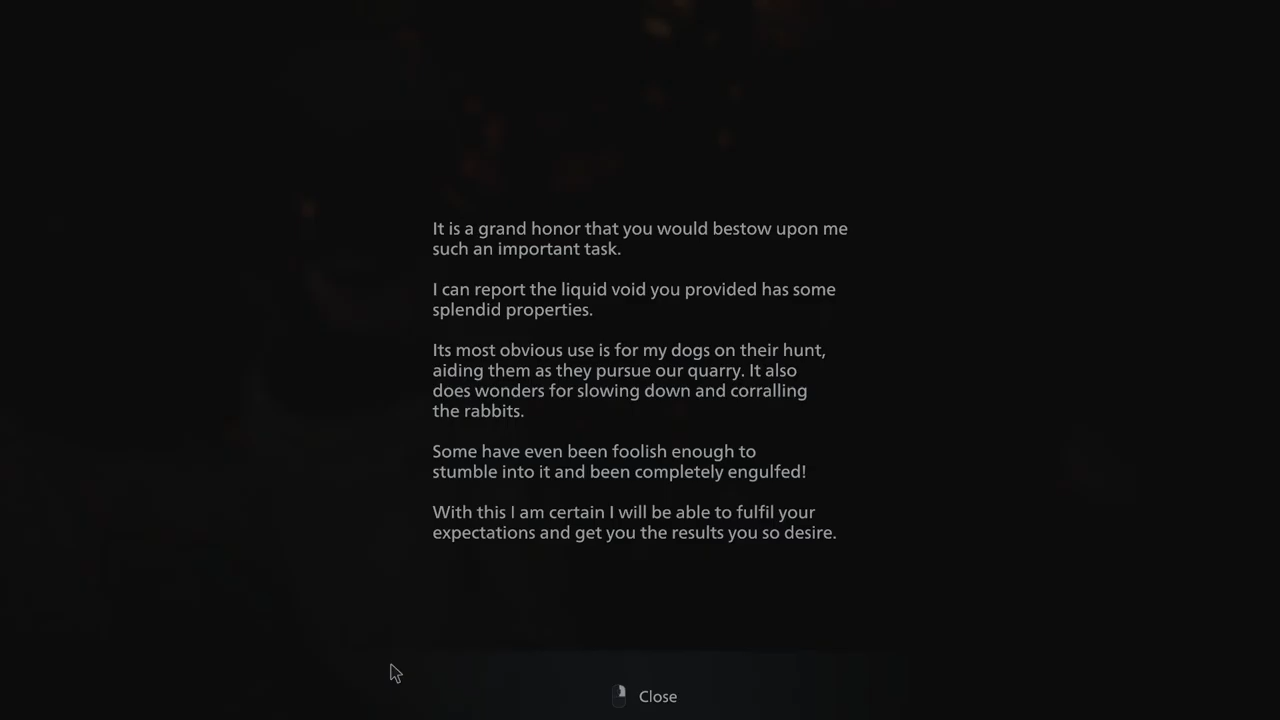 It is a grand honor that you would bestow upon me
such an important task.
I can report the liquid void you provided has some
splendid properties.
Its most obvious use is for my dogs on their hunt,
aiding them as they pursue our quarry. It also
does wonders for slowing down and corralling
the rabbits.
Some have even been foolish enough to
stumble into it and been completely engulfed!
With this I am certain I will be able to fulfil your
expectations and get you the results you so desire.
Close